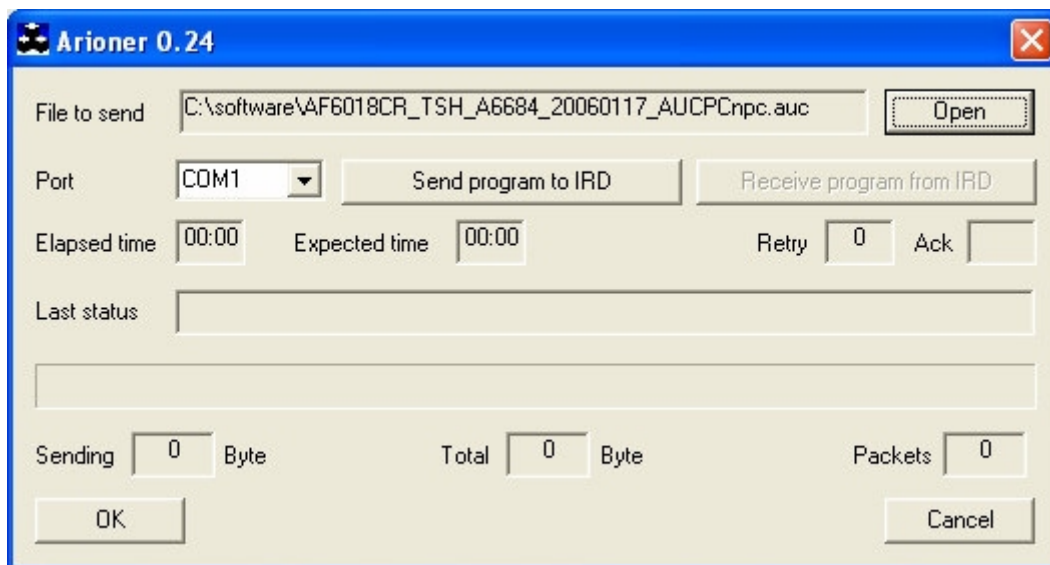 Arioner 0.24
File to send C:\software\AF6018CR_TSH_A6684_20060117_AUCPCnpc.auc Open
Port COM1 Send program to IRD Receive program from IRD
Elapsed time 00:00 Expected time 00:00 Retry 0 Ack
Last status
Sending 0 Byte Total 0 Byte Packets 0
OK Cancel